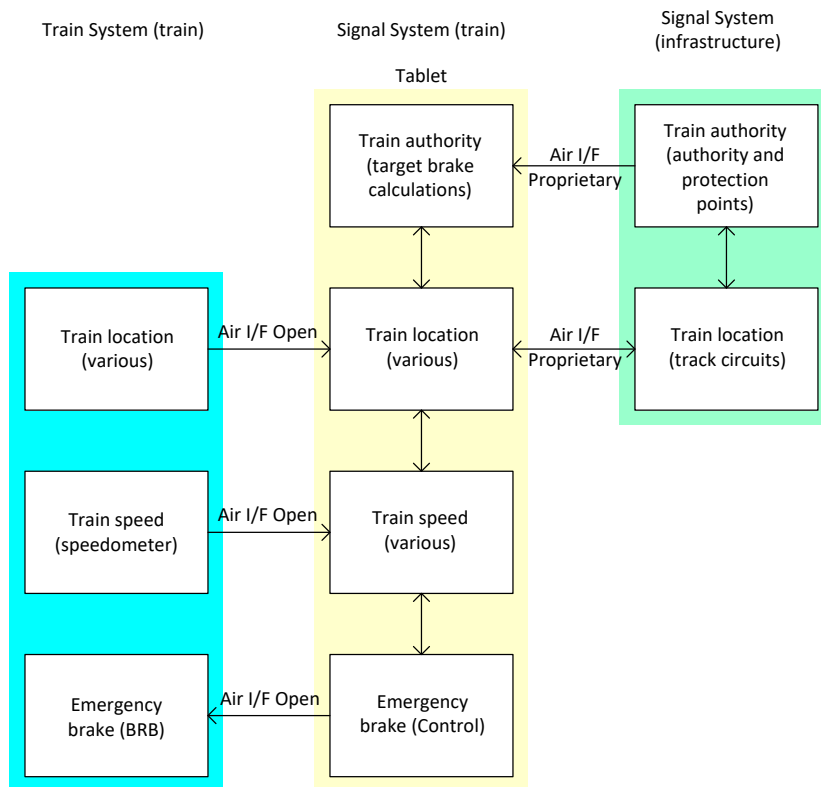 Train System (train)
Signal System (train)
Signal System
(infrastructure)
Tablet
Train authority
(target brake
calculations)
Air I/F
Proprietary
Train authority
(authority and
protection
points)
Train location
(various)
Air I/F Open
Train location
(various)
Air I/F
Proprietary
Train location
(track circuits)
Train speed
(speedometer)
Air I/F Open
Train speed
(various)
Emergency
brake (BRB)
Air I/F Open
Emergency
brake (Control)